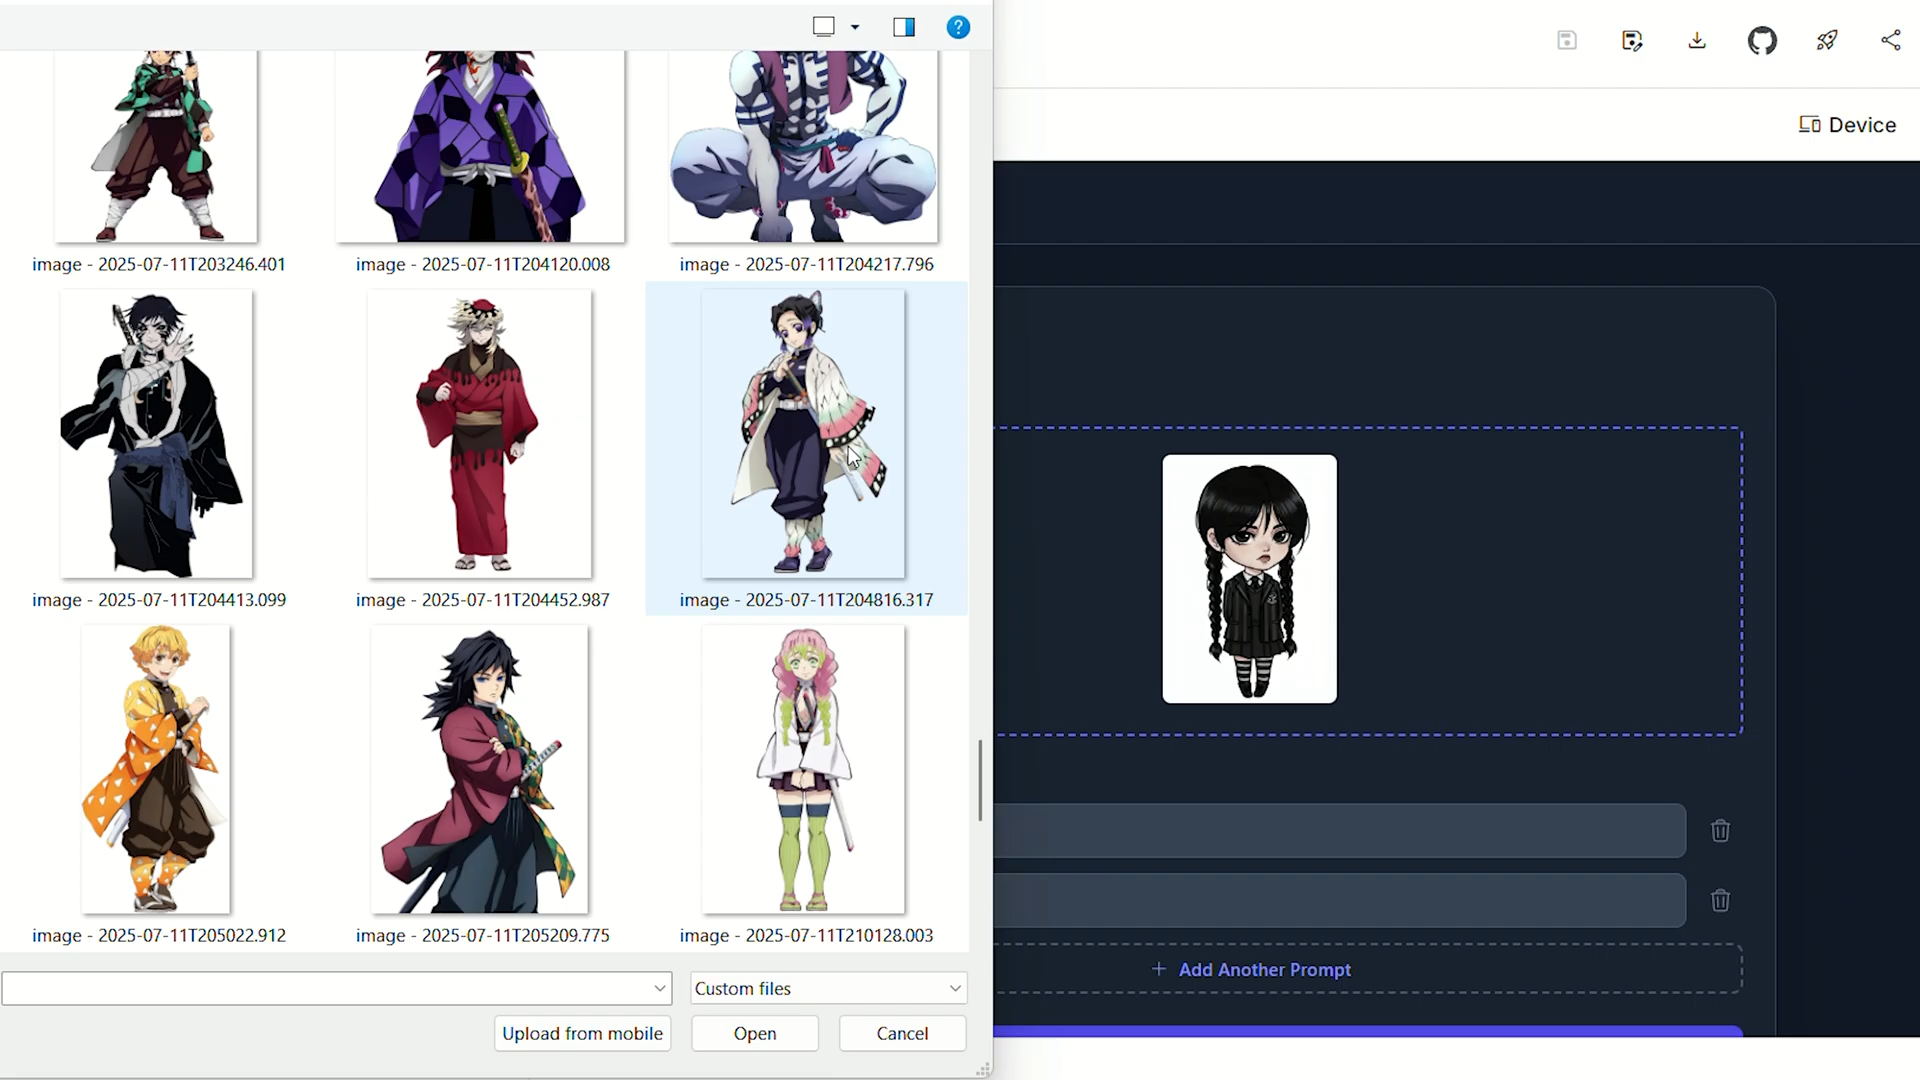 Device
image - 2025-07-11T203246.401
image - 2025-07-11T204120.008
image - 2025-07-11T204217.796
image - 2025-07-11T204413.099
image - 2025-07-11T204452.987
image - 2025-07-11T204816.317
image - 2025-07-11T205022.912
image - 2025-07-11T205209.775
image - 2025-07-11T210128.003
+ Add Another Prompt
Custom files
Upload from mobile
Open
Cancel